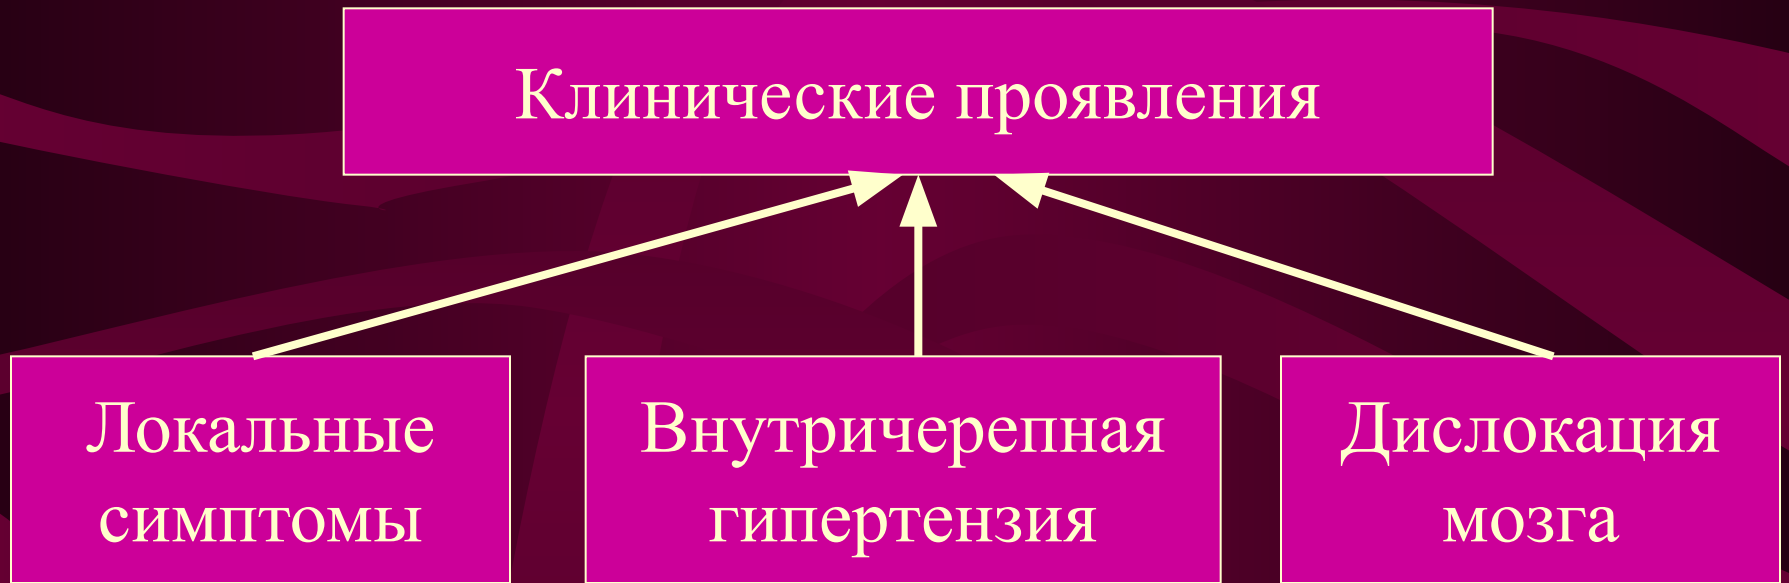 Клинические проявления
Локальные
симптомы
Внутричерепная
гипертензия
Дислокация
мозга